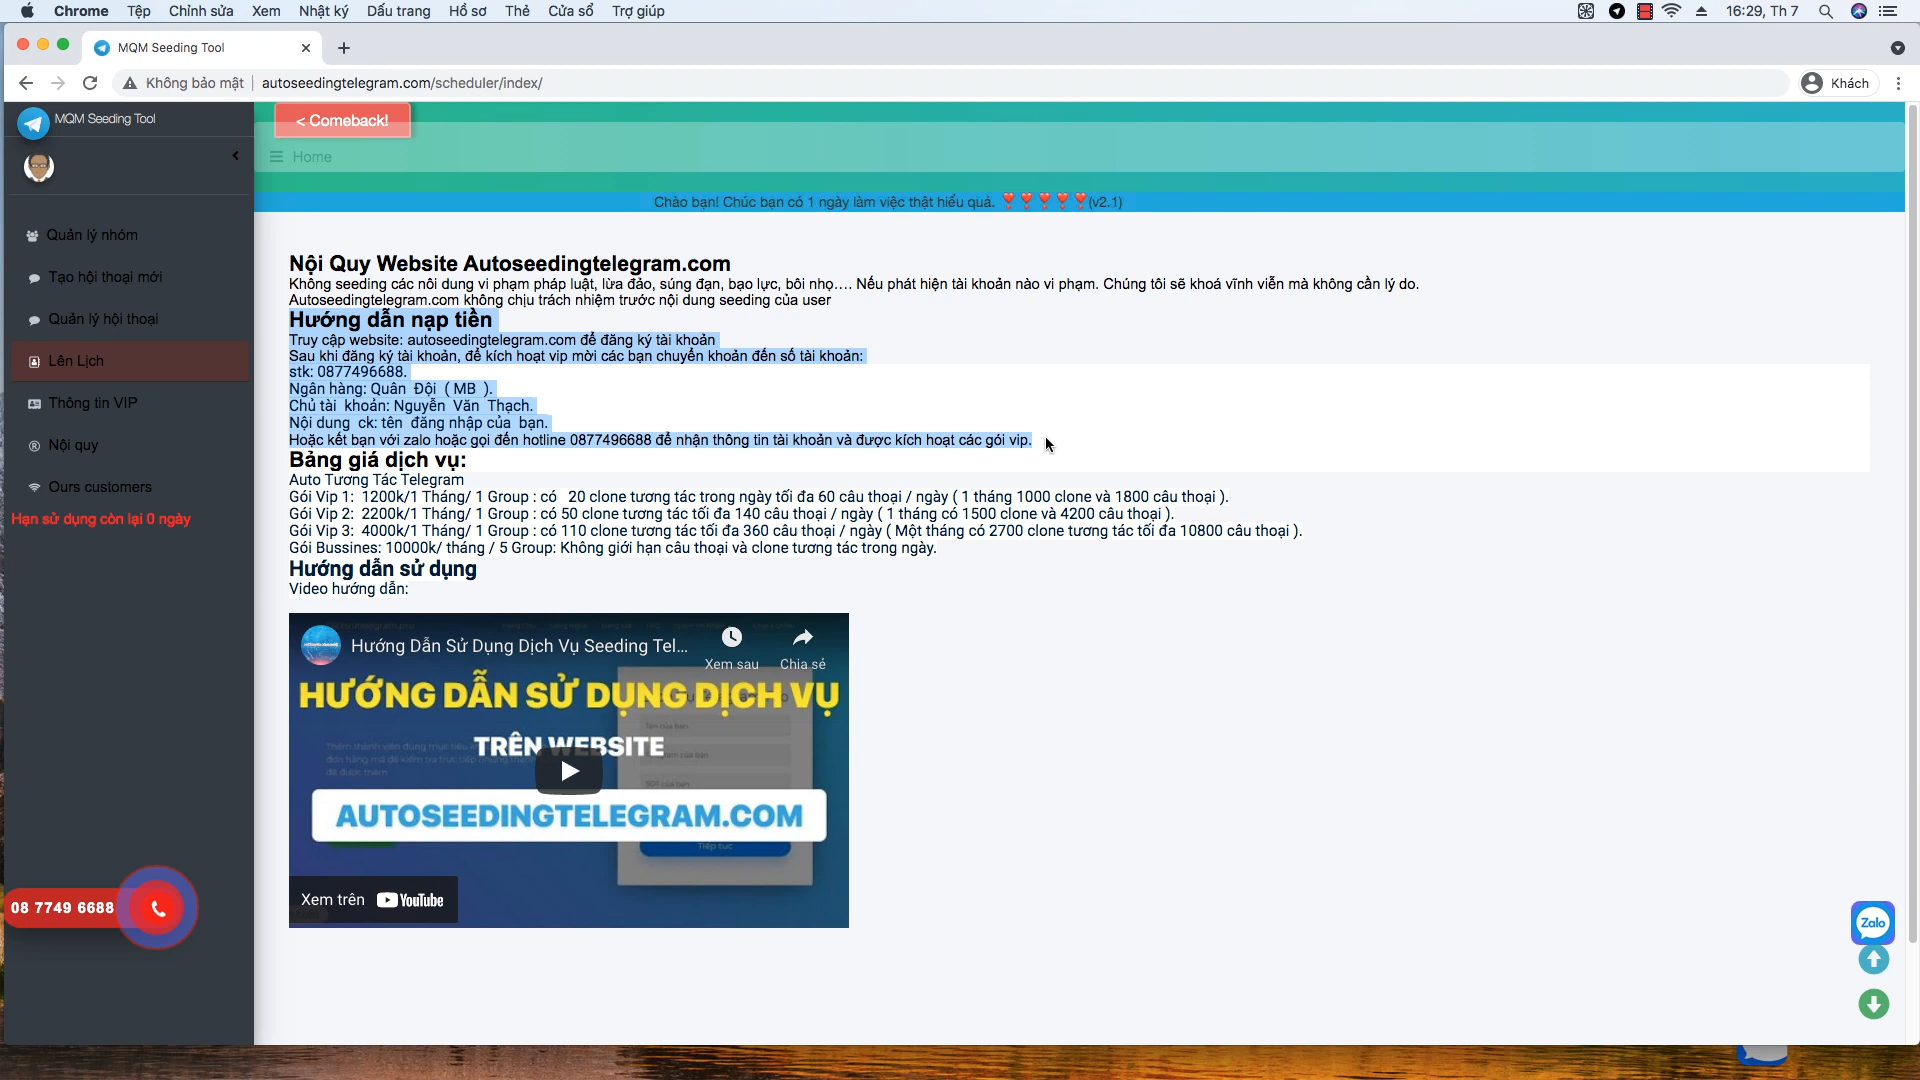 Chrome Tệp Chỉnh sửa Xem Nhật ký Dấu trang Hồ sơ Thẻ Cửa sổ Trợ giúp 16:29, Th 7
MQM Seeding Tool
Không bảo mật autoseedingtelegram.com/scheduler/index/ Khách
MQM Seeding Tool
< Comeback!
Home
Chào bạn! Chúc bạn có 1 ngày làm việc thật hiểu quả. ❣️❣️❣️❣️❣️(v2.1)
Quản lý nhóm
Tạo hội thoại mới
Quản lý hội thoại
Lên Lịch
Thông tin VIP
Nội quy
Ours customers
Hạn sử dụng còn lại 0 ngày
08 7749 6688
Nội Quy Website Autoseedingtelegram.com
Không seeding các nôi dung vi phạm pháp luật, lừa đảo, súng đạn, bạo lực, bôi nhọ…. Nếu phát hiện tài khoản nào vi phạm. Chúng tôi sẽ khoá vĩnh viễn mà không cần lý do.
Autoseedingtelegram.com không chịu trách nhiệm trước nội dung seeding của user
Hướng dẫn nạp tiền
Truy cập website: autoseedingtelegram.com để đăng ký tài khoản
Sau khi đăng ký tài khoản, để kích hoạt vip mời các bạn chuyển khoản đến số tài khoản:
stk: 0877496688.
Ngân hàng: Quân Đội ( MB ).
Chủ tài khoản: Nguyễn Văn Thạch.
Nội dung ck: tên đăng nhập của bạn.
Hoặc kết bạn với zalo hoặc gọi đến hotline 0877496688 để nhận thông tin tài khoản và được kích hoạt các gói vip.
Bảng giá dịch vụ:
Auto Tương Tác Telegram
Gói Vip 1: 1200k/1 Tháng/ 1 Group : có 20 clone tương tác trong ngày tối đa 60 câu thoại / ngày ( 1 tháng 1000 clone và 1800 câu thoại ).
Gói Vip 2: 2200k/1 Tháng/ 1 Group : có 50 clone tương tác tối đa 140 câu thoại / ngày ( 1 tháng có 1500 clone và 4200 câu thoại ).
Gói Vip 3: 4000k/1 Tháng/ 1 Group : có 110 clone tương tác tối đa 360 câu thoại / ngày ( Một tháng có 2700 clone tương tác tối đa 10800 câu thoại ).
Gói Bussines: 10000k/ tháng / 5 Group: Không giới hạn câu thoại và clone tương tác trong ngày.
Hướng dẫn sử dụng
Video hướng dẫn:
Hướng Dẫn Sử Dụng Dịch Vụ Seeding Tel...
Xem sau Chia sẻ
HƯỚNG DẪN SỬ DỤNG DỊCH VỤ
TRÊN WEBSITE
AUTOSEEDINGTELEGRAM.COM
Tiếp tục
Xem trên YouTube
Zalo